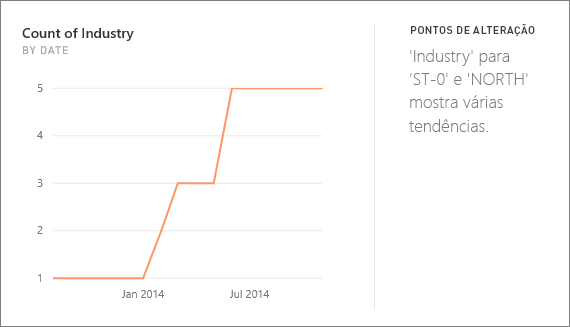 Count of Industry
BY DATE
5
4
3
2
1
Jan 2014
Jul 2014
PONTOS DE ALTERAÇÃO
'Industry' para
'ST-0' e 'NORTH'
mostra várias
tendências.